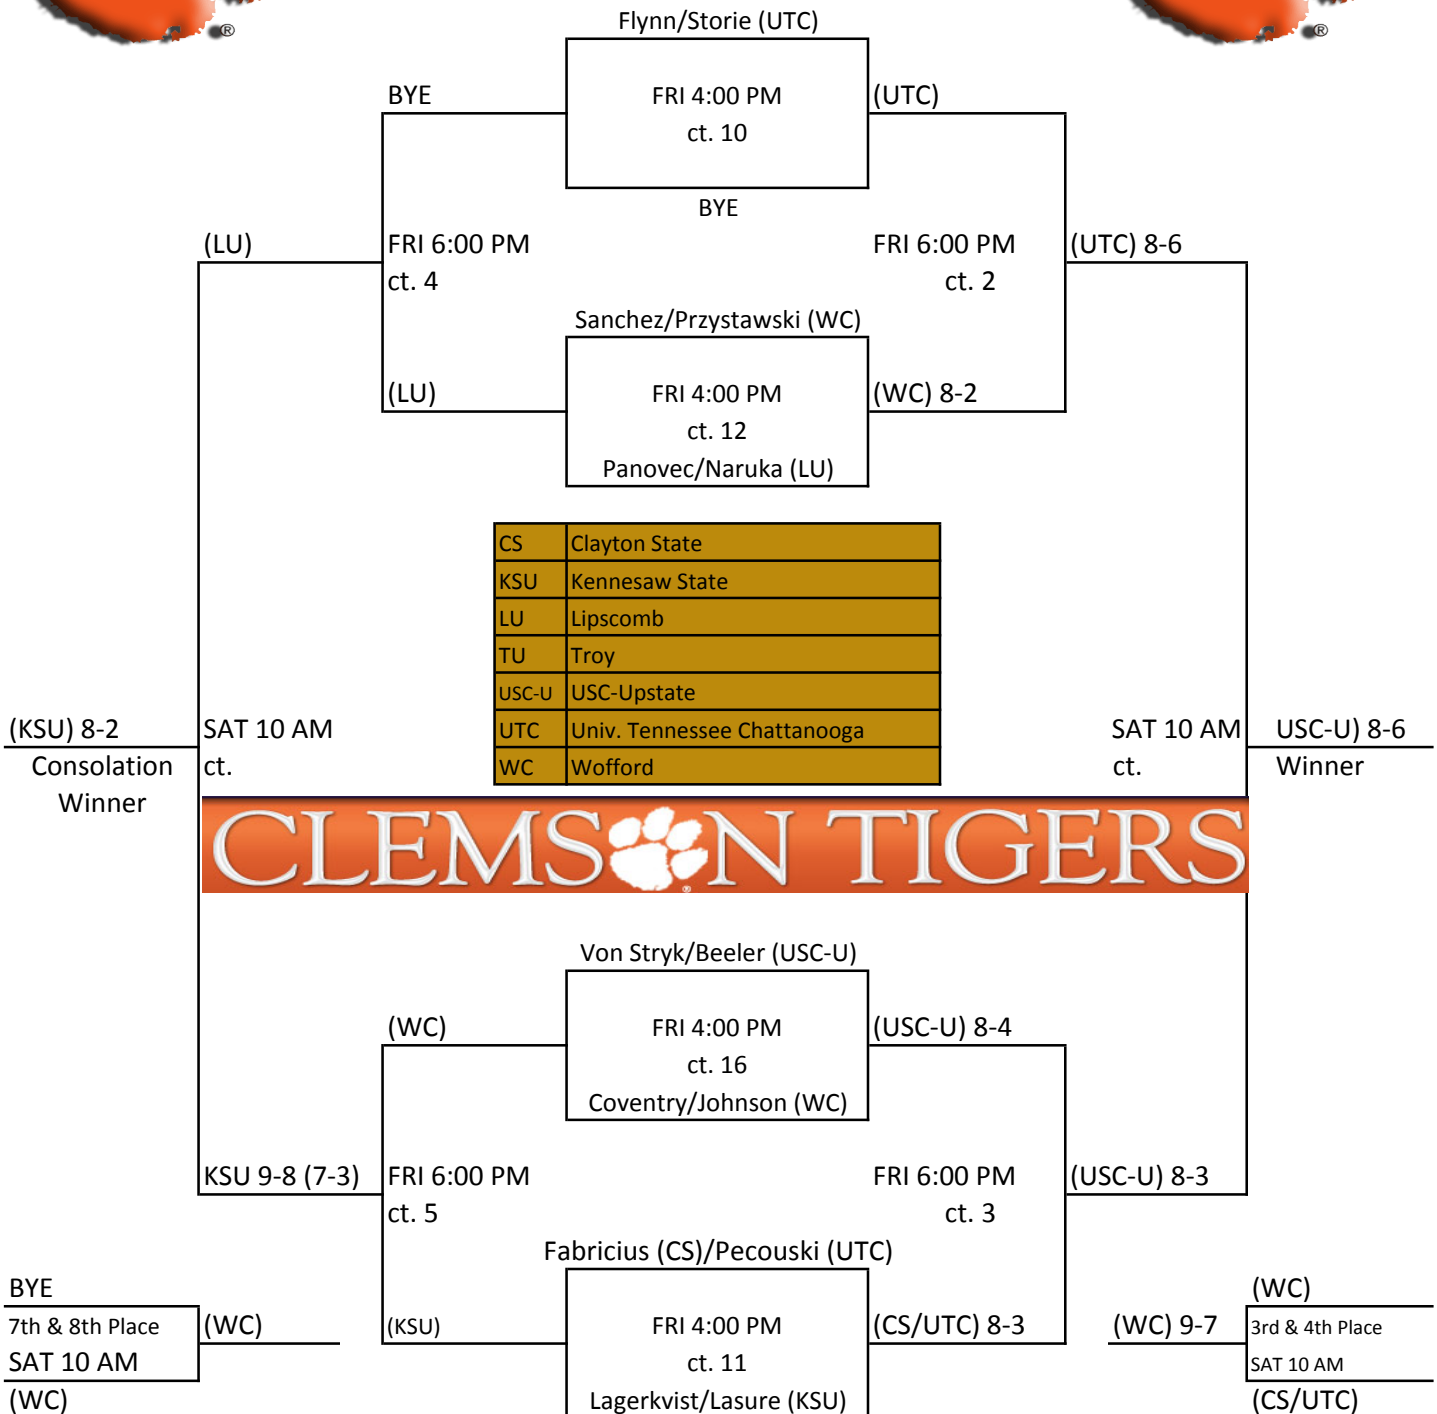 ®
®
Flynn/Storie (UTC)
BYE
FRI 4:00 PM
(UTC)
ct. 10
BYE
(LU)
FRI 6:00 PM
FRI 6:00 PM
(UTC) 8-6
ct. 4
ct. 2
Sanchez/Przystawski (WC)
(LU)
FRI 4:00 PM
(WC) 8-2
ct. 12
Panovec/Naruka (LU)
CS Clayton State
KSU Kennesaw State
LU Lipscomb
TU Troy
USC-U USC-Upstate
UTC Univ. Tennessee Chattanooga
WC Wofford
(KSU) 8-2
SAT 10 AM
SAT 10 AM
USC-U) 8-6
Consolation
ct.
ct.
Winner
Winner
CLEMSON TIGERS
®
Von Stryk/Beeler (USC-U)
(WC)
FRI 4:00 PM
(USC-U) 8-4
ct. 16
Coventry/Johnson (WC)
KSU 9-8 (7-3)
FRI 6:00 PM
FRI 6:00 PM
(USC-U) 8-3
ct. 5
ct. 3
Fabricius (CS)/Pecouski (UTC)
BYE
(WC)
7th & 8th Place
(WC)
(KSU)
FRI 4:00 PM
(CS/UTC) 8-3
(WC) 9-7
3rd & 4th Place
SAT 10 AM
ct. 11
SAT 10 AM
(WC)
Lagerkvist/Lasure (KSU)
(CS/UTC)